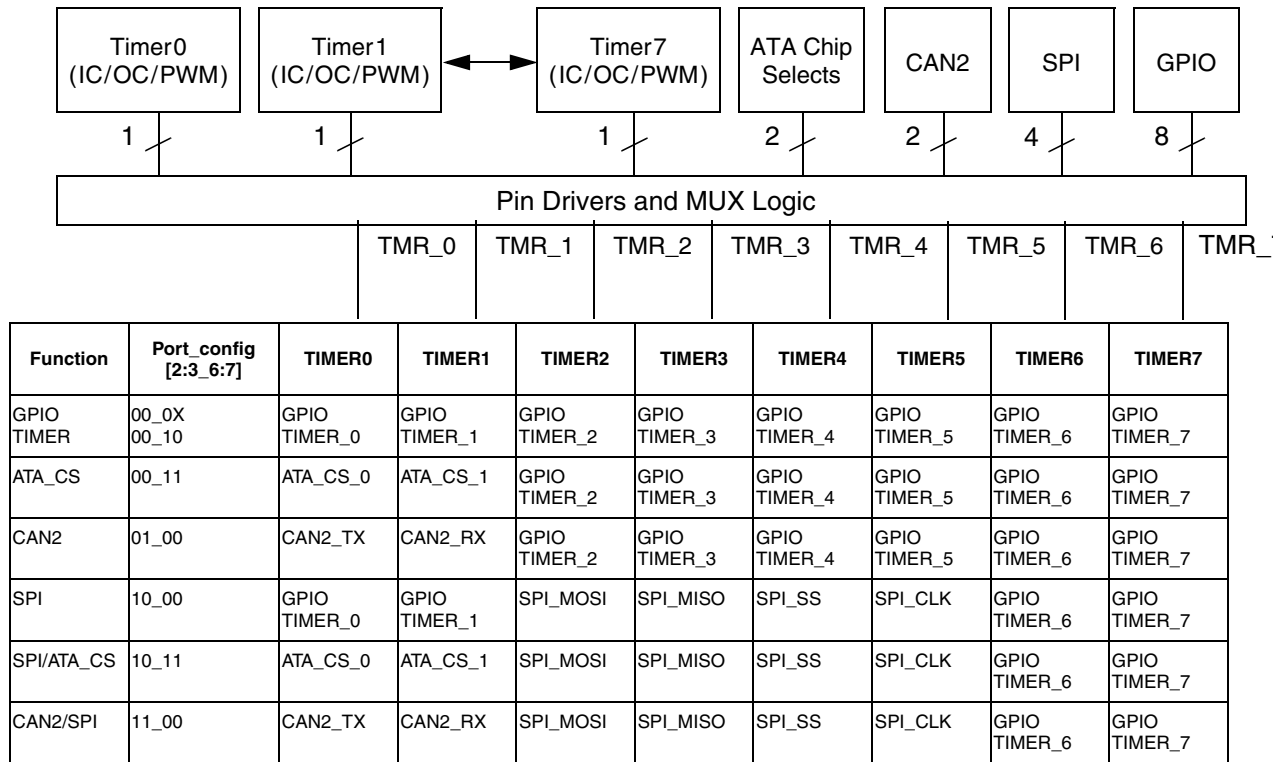 Timer0
(IC/OC/PWM)
Timer1
(IC/OC/PWM)
Timer7
(IC/OC/PWM)
ATA Chip
Selects
CAN2
SPI
GPIO
1 1 1 2 2 4 8
Pin Drivers and MUX Logic
TMR_0 TMR_1 TMR_2 TMR_3 TMR_4 TMR_5 TMR_6 TMR_
Function Port_config [2:3_6:7] TIMER0 TIMER1 TIMER2 TIMER3 TIMER4 TIMER5 TIMER6 TIMER7
GPIO 00_0X GPIO GPIO GPIO GPIO GPIO GPIO GPIO GPIO
TIMER 00_10 TIMER_0 TIMER_1 TIMER_2 TIMER_3 TIMER_4 TIMER_5 TIMER_6 TIMER_7
ATA_CS 00_11 ATA_CS_0 ATA_CS_1 GPIO GPIO GPIO GPIO GPIO GPIO
TIMER_2 TIMER_3 TIMER_4 TIMER_5 TIMER_6 TIMER_7
CAN2 01_00 CAN2_TX CAN2_RX GPIO GPIO GPIO GPIO GPIO GPIO
TIMER_2 TIMER_3 TIMER_4 TIMER_5 TIMER_6 TIMER_7
SPI 10_00 GPIO GPIO SPI_MOSI SPI_MISO SPI_SS SPI_CLK GPIO GPIO
TIMER_0 TIMER_1 TIMER_6 TIMER_7
SPI/ATA_CS 10_11 ATA_CS_0 ATA_CS_1 SPI_MOSI SPI_MISO SPI_SS SPI_CLK GPIO GPIO
TIMER_6 TIMER_7
CAN2/SPI 11_00 CAN2_TX CAN2_RX SPI_MOSI SPI_MISO SPI_SS SPI_CLK GPIO GPIO
TIMER_6 TIMER_7